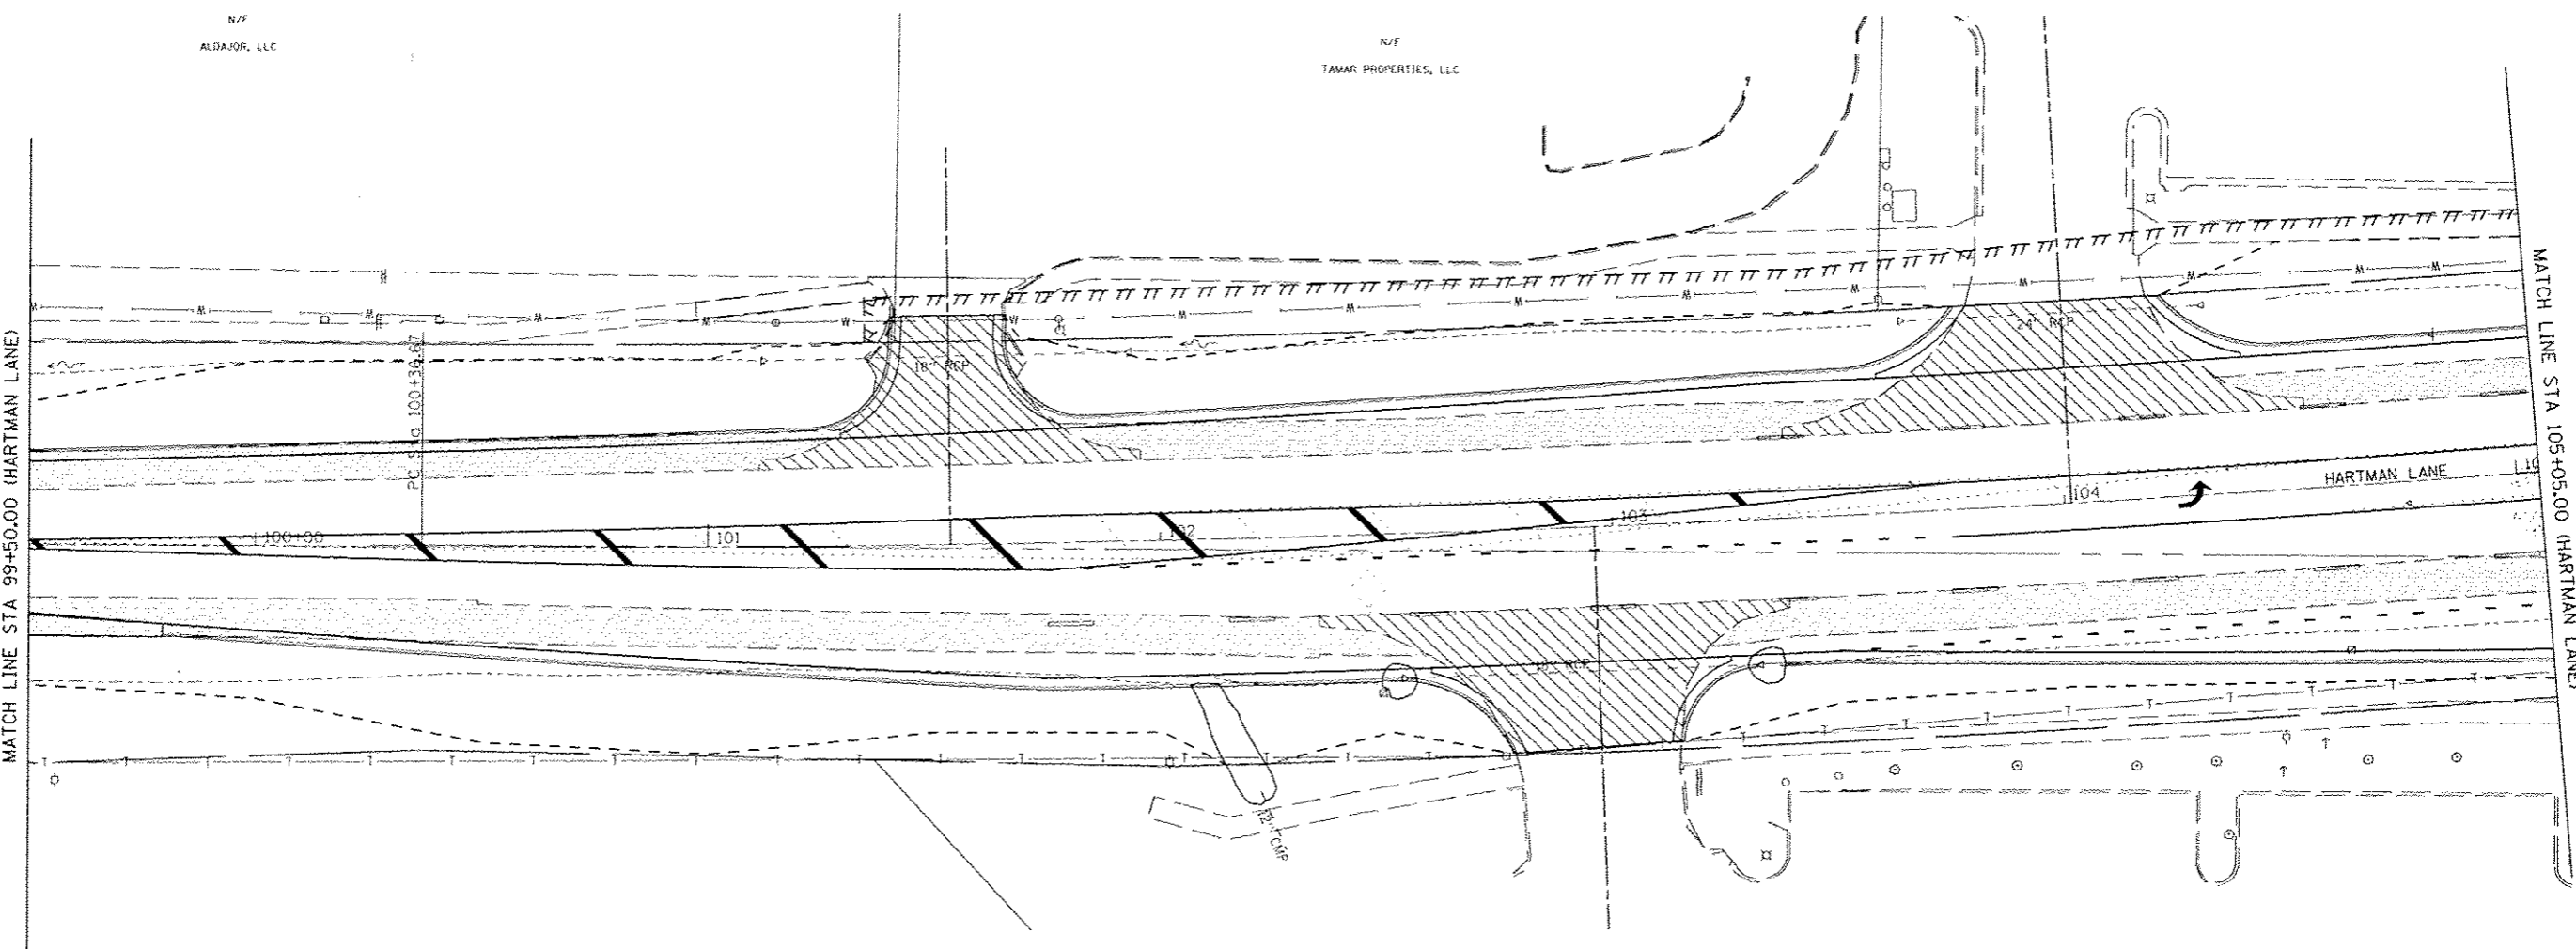 N/F
ALDAJOR, LLC
N/F
TAMAR PROPERTIES, LLC
MATCH LINE STA 99+50.00 (HARTMAN LANE)
PC Sta 100+36.67
18" RCP
24" RCP
100+00
101
102
103
104
HARTMAN LANE
MATCH LINE STA 105+05.00 (HARTMAN LANE)
RCP
12" CMP